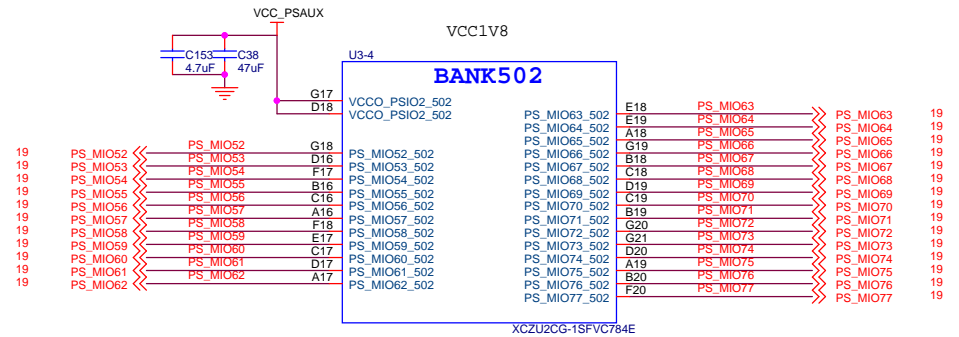 VCC_PSAUX
VCC1V8
C153 C38
4.7uF 47uF
U3-4
BANK502
G17 VCCO_PSIO2_502
D18 VCCO_PSIO2_502
19 PS_MIO52 PS_MIO52 G18 PS_MIO52_502
19 PS_MIO53 PS_MIO53 D16 PS_MIO53_502
19 PS_MIO54 PS_MIO54 F17 PS_MIO54_502
19 PS_MIO55 PS_MIO55 B16 PS_MIO55_502
19 PS_MIO56 PS_MIO56 C16 PS_MIO56_502
19 PS_MIO57 PS_MIO57 A16 PS_MIO57_502
19 PS_MIO58 PS_MIO58 F18 PS_MIO58_502
19 PS_MIO59 PS_MIO59 E17 PS_MIO59_502
19 PS_MIO60 PS_MIO60 C17 PS_MIO60_502
19 PS_MIO61 PS_MIO61 D17 PS_MIO61_502
19 PS_MIO62 PS_MIO62 A17 PS_MIO62_502
PS_MIO63_502 E18 PS_MIO63 PS_MIO63 19
PS_MIO64_502 E19 PS_MIO64 PS_MIO64 19
PS_MIO65_502 A18 PS_MIO65 PS_MIO65 19
PS_MIO66_502 G19 PS_MIO66 PS_MIO66 19
PS_MIO67_502 B18 PS_MIO67 PS_MIO67 19
PS_MIO68_502 C18 PS_MIO68 PS_MIO68 19
PS_MIO69_502 D19 PS_MIO69 PS_MIO69 19
PS_MIO70_502 C19 PS_MIO70 PS_MIO70 19
PS_MIO71_502 B19 PS_MIO71 PS_MIO71 19
PS_MIO72_502 G20 PS_MIO72 PS_MIO72 19
PS_MIO73_502 G21 PS_MIO73 PS_MIO73 19
PS_MIO74_502 D20 PS_MIO74 PS_MIO74 19
PS_MIO75_502 A19 PS_MIO75 PS_MIO75 19
PS_MIO76_502 B20 PS_MIO76 PS_MIO76 19
PS_MIO77_502 F20 PS_MIO77 PS_MIO77 19
XCZU2CG-1SFVC784E